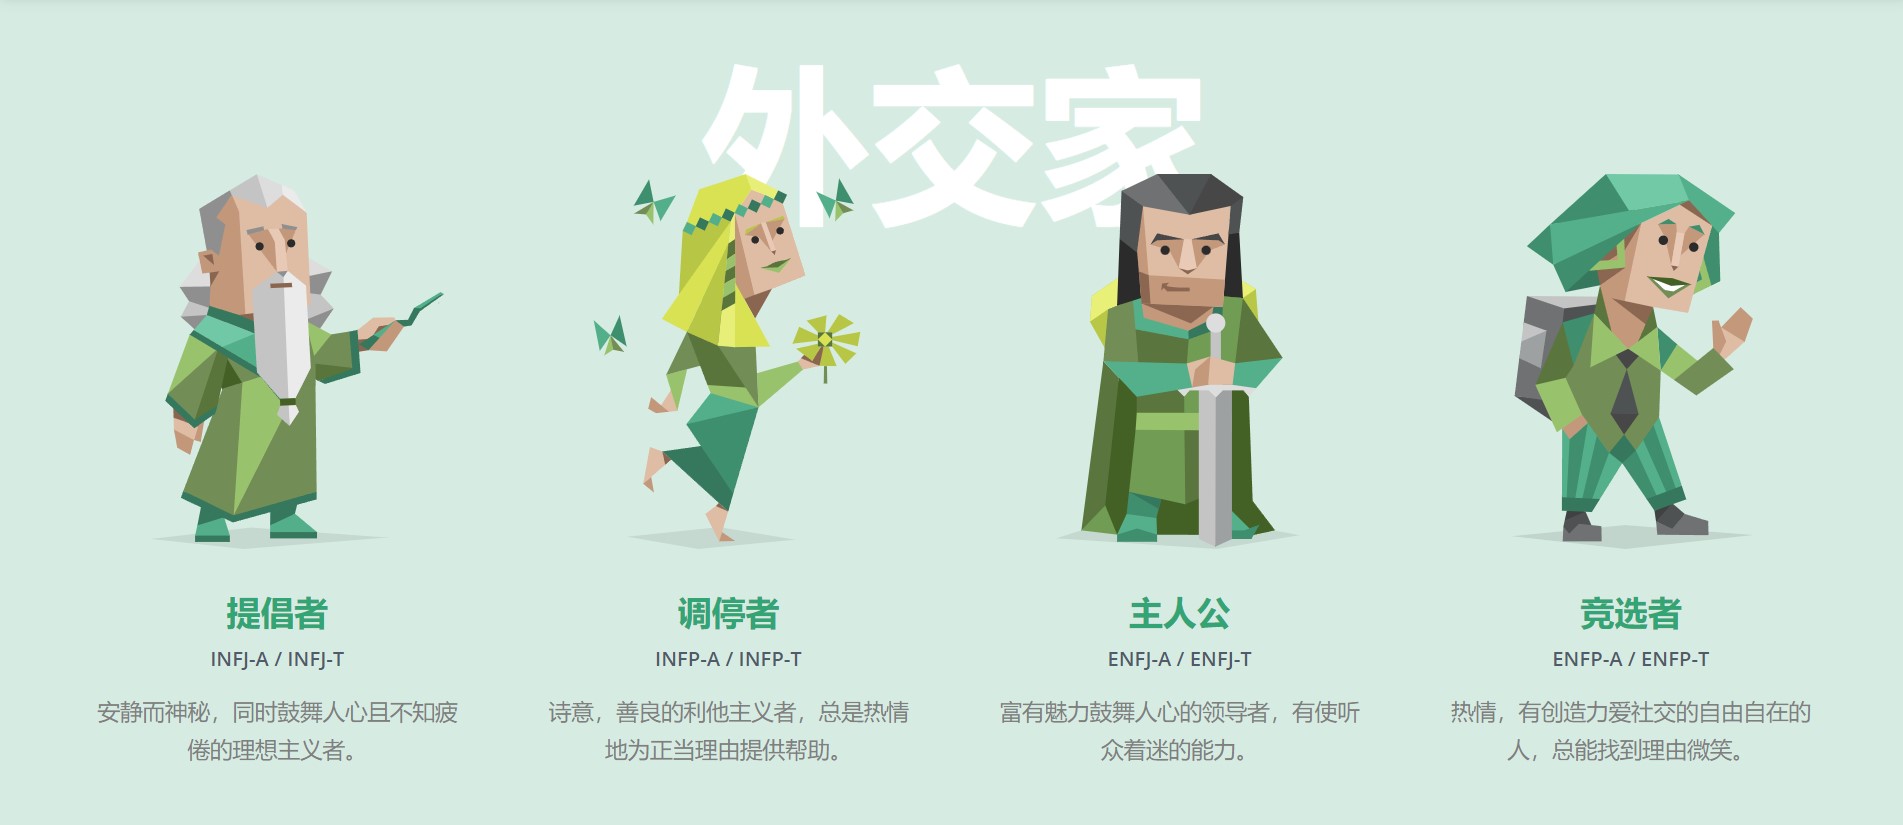 外交家
提倡者
INFJ-A / INFJ-T
安静而神秘，同时鼓舞人心且不知疲
倦的理想主义者。
调停者
INFP-A / INFP-T
诗意，善良的利他主义者，总是热情
地为正当理由提供帮助。
主人公
ENFJ-A / ENFJ-T
富有魅力鼓舞人心的领导者，有使听
众着迷的能力。
竞选者
ENFP-A / ENFP-T
热情，有创造力爱社交的自由自在的
人，总能找到理由微笑。